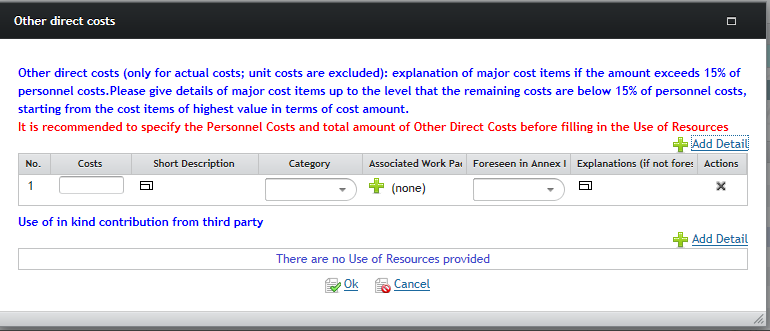 Other direct costs
Other direct costs (only for actual costs; unit costs are excluded): explanation of major cost items if the amount exceeds 15% of
personnel costs.Please give details of major cost items up to the level that the remaining costs are below 15% of personnel costs,
starting from the cost items of highest value in terms of cost amount.
It is recommended to specify the Personnel Costs and total amount of Other Direct Costs before filling in the Use of Resources
Add Detail
No. Costs Short Description Category Associated Work Pa Foreseen in Annex I Explanations (if not fores Actions
1 (none)
Use of in kind contribution from third party
Add Detail
There are no Use of Resources provided
Ok Cancel